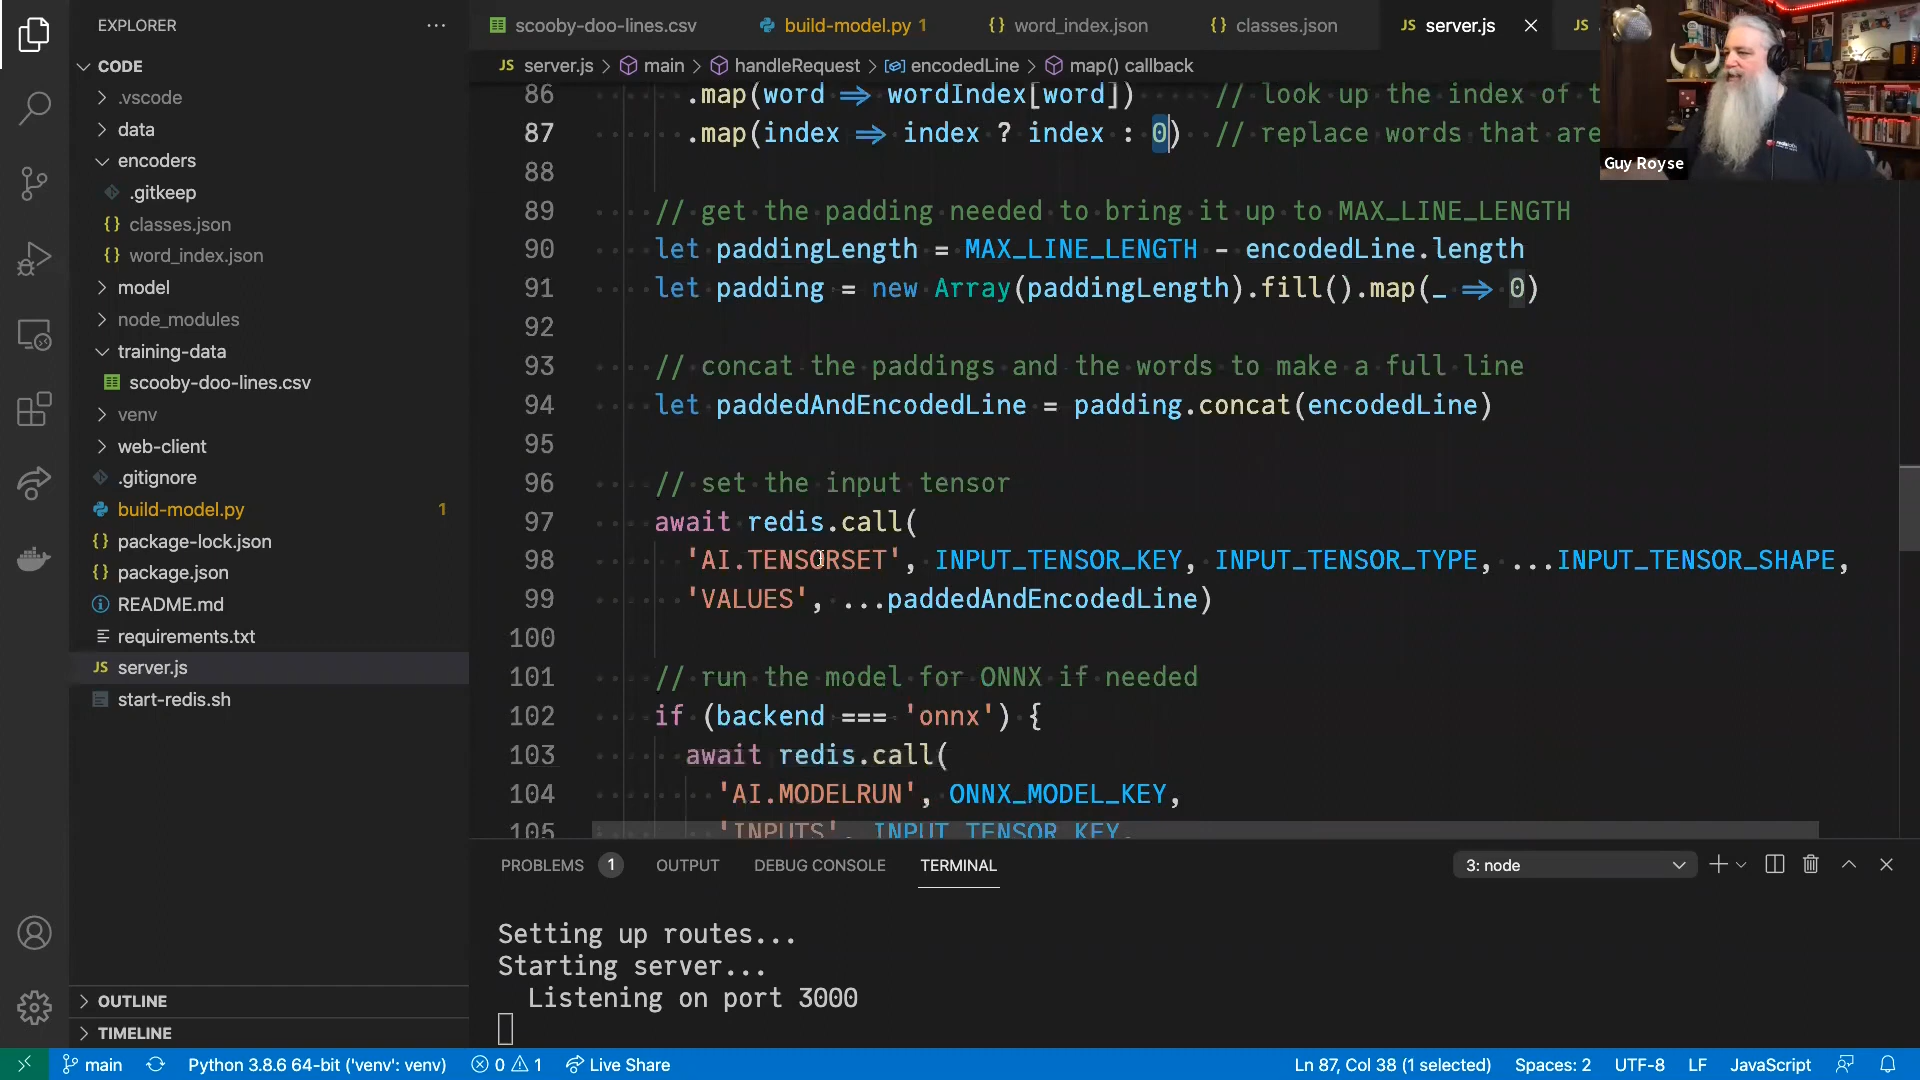 EXPLORER
scooby-doo-lines.csv
build-model.py 1
word_index.json
classes.json
JS server.js
JS
CODE
JS server.js > main > handleRequest > encodedLine > map() callback
.vscode
data
encoders
.gitkeep
classes.json
word_index.json
model
node_modules
training-data
scooby-doo-lines.csv
venv
web-client
.gitignore
build-model.py 1
package-lock.json
package.json
README.md
requirements.txt
JS server.js
start-redis.sh
OUTLINE
TIMELINE
86 .map(word => wordIndex[word]) // look up the index of
87 .map(index => index ? index : 0) // replace words that are
88
89 // get the padding needed to bring it up to MAX_LINE_LENGTH
90 let paddingLength = MAX_LINE_LENGTH - encodedLine.length
91 let padding = new Array(paddingLength).fill().map(_ => 0)
92
93 // concat the paddings and the words to make a full line
94 let paddedAndEncodedLine = padding.concat(encodedLine)
95
96 // set the input tensor
97 await redis.call(
98 'AI.TENSORSET', INPUT_TENSOR_KEY, INPUT_TENSOR_TYPE, ...INPUT_TENSOR_SHAPE,
99 'VALUES', ...paddedAndEncodedLine)
100
101 // run the model for ONNX if needed
102 if (backend === 'onnx') {
103 await redis.call(
104 'AI.MODELRUN', ONNX_MODEL_KEY,
105 'INPUTS', INPUT_TENSOR_KEY,
Guy Royse
PROBLEMS 1 OUTPUT DEBUG CONSOLE TERMINAL
3: node
Setting up routes...
Starting server...
Listening on port 3000
main
Python 3.8.6 64-bit ('venv': venv)
0 1
Live Share
Ln 87, Col 38 (1 selected)
Spaces: 2
UTF-8
LF
JavaScript